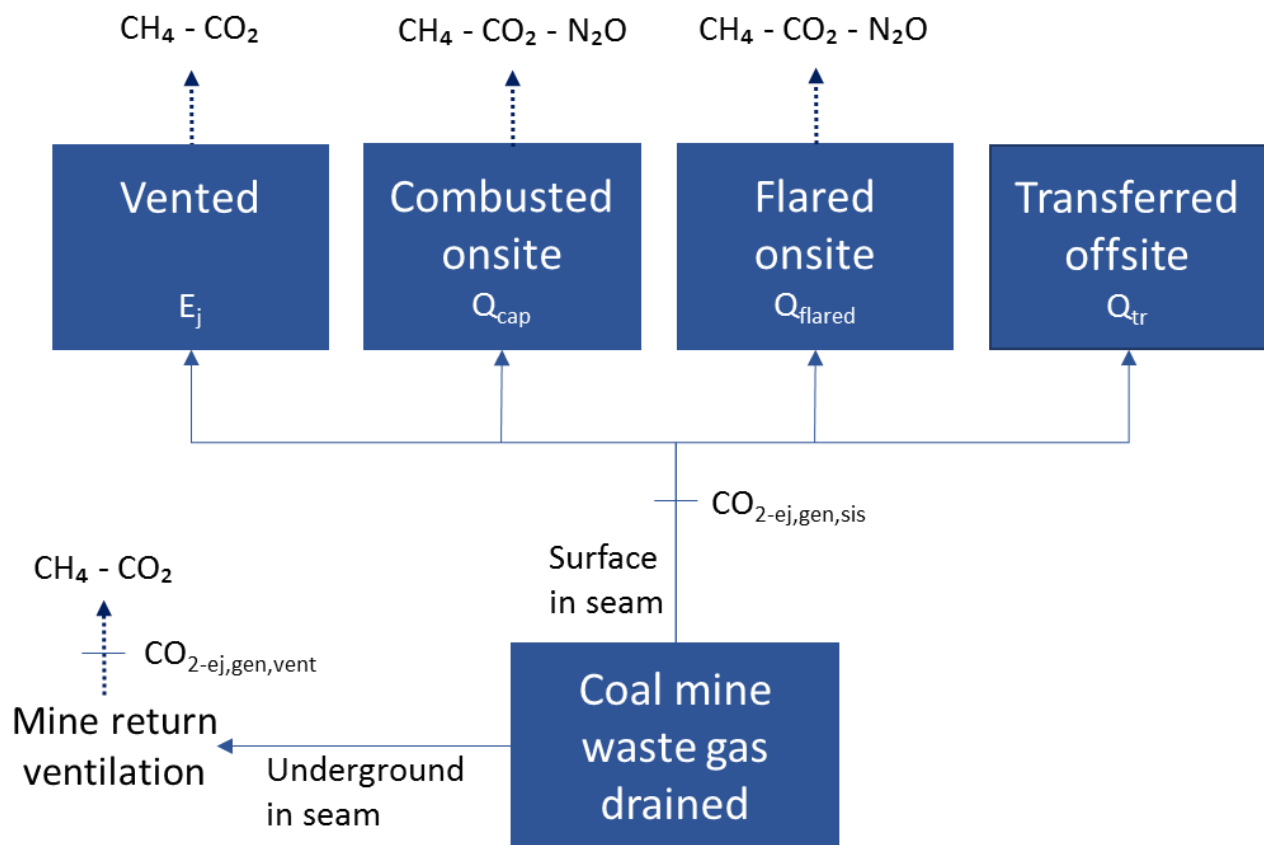 CH₄ - CO₂
CH₄ - CO₂ - N₂O
CH₄ - CO₂ - N₂O
Vented
Eⱼ
Combusted
onsite
Q_cap
Flared
onsite
Q_flared
Transferred
offsite
Q_tr
CO₂-ej,gen,sis
Surface
in seam
CH₄ - CO₂
CO₂-ej,gen,vent
Mine return
ventilation
Underground
in seam
Coal mine
waste gas
drained